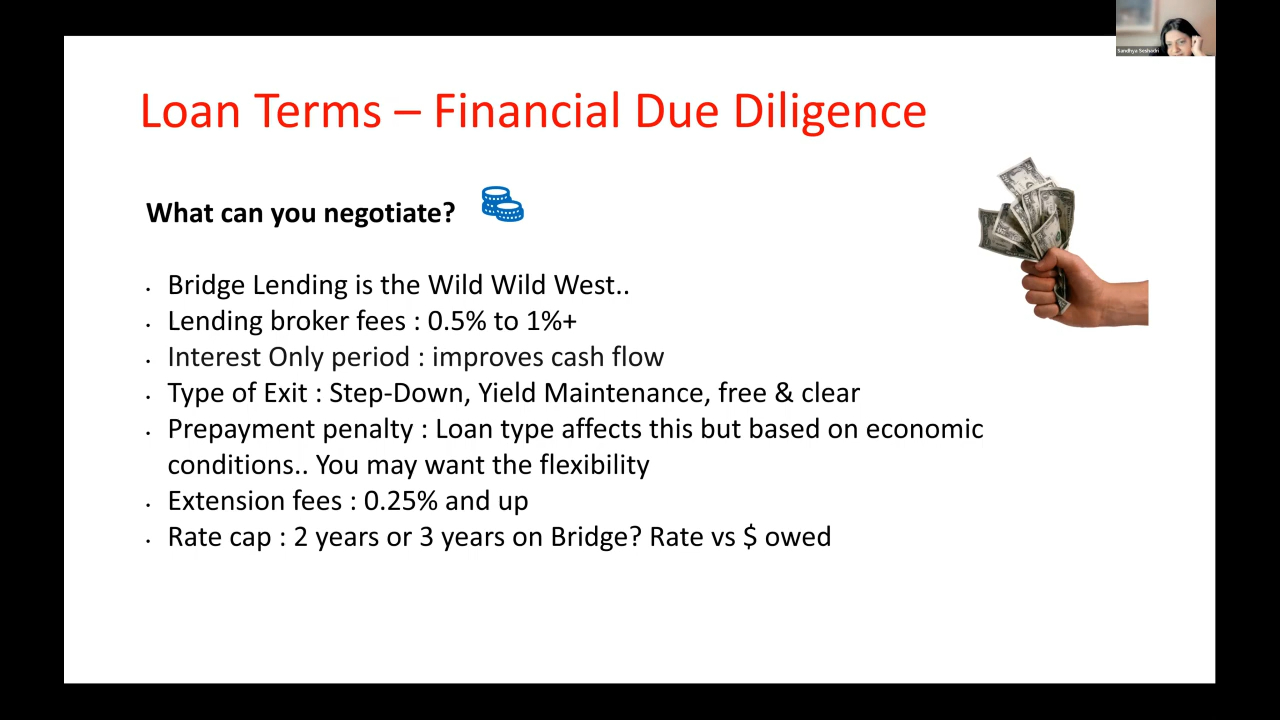 Sandhya Seshadri
Loan Terms – Financial Due Diligence
What can you negotiate?
• Bridge Lending is the Wild Wild West..
• Lending broker fees : 0.5% to 1%+
• Interest Only period : improves cash flow
• Type of Exit : Step-Down, Yield Maintenance, free & clear
• Prepayment penalty : Loan type affects this but based on economic
conditions.. You may want the flexibility
• Extension fees : 0.25% and up
• Rate cap : 2 years or 3 years on Bridge? Rate vs $ owed